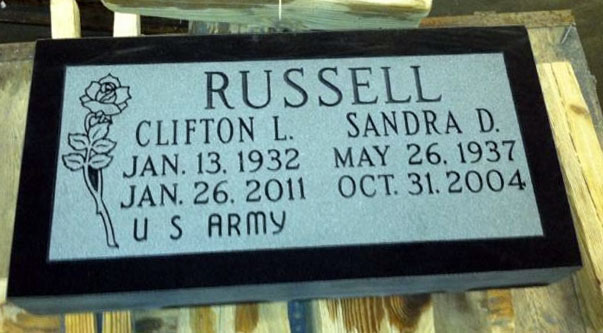 RUSSELL
CLIFTON L. SANDRA D.
JAN. 13, 1932 MAY 26, 1937
JAN. 26, 2011 OCT. 31, 2004
U S ARMY